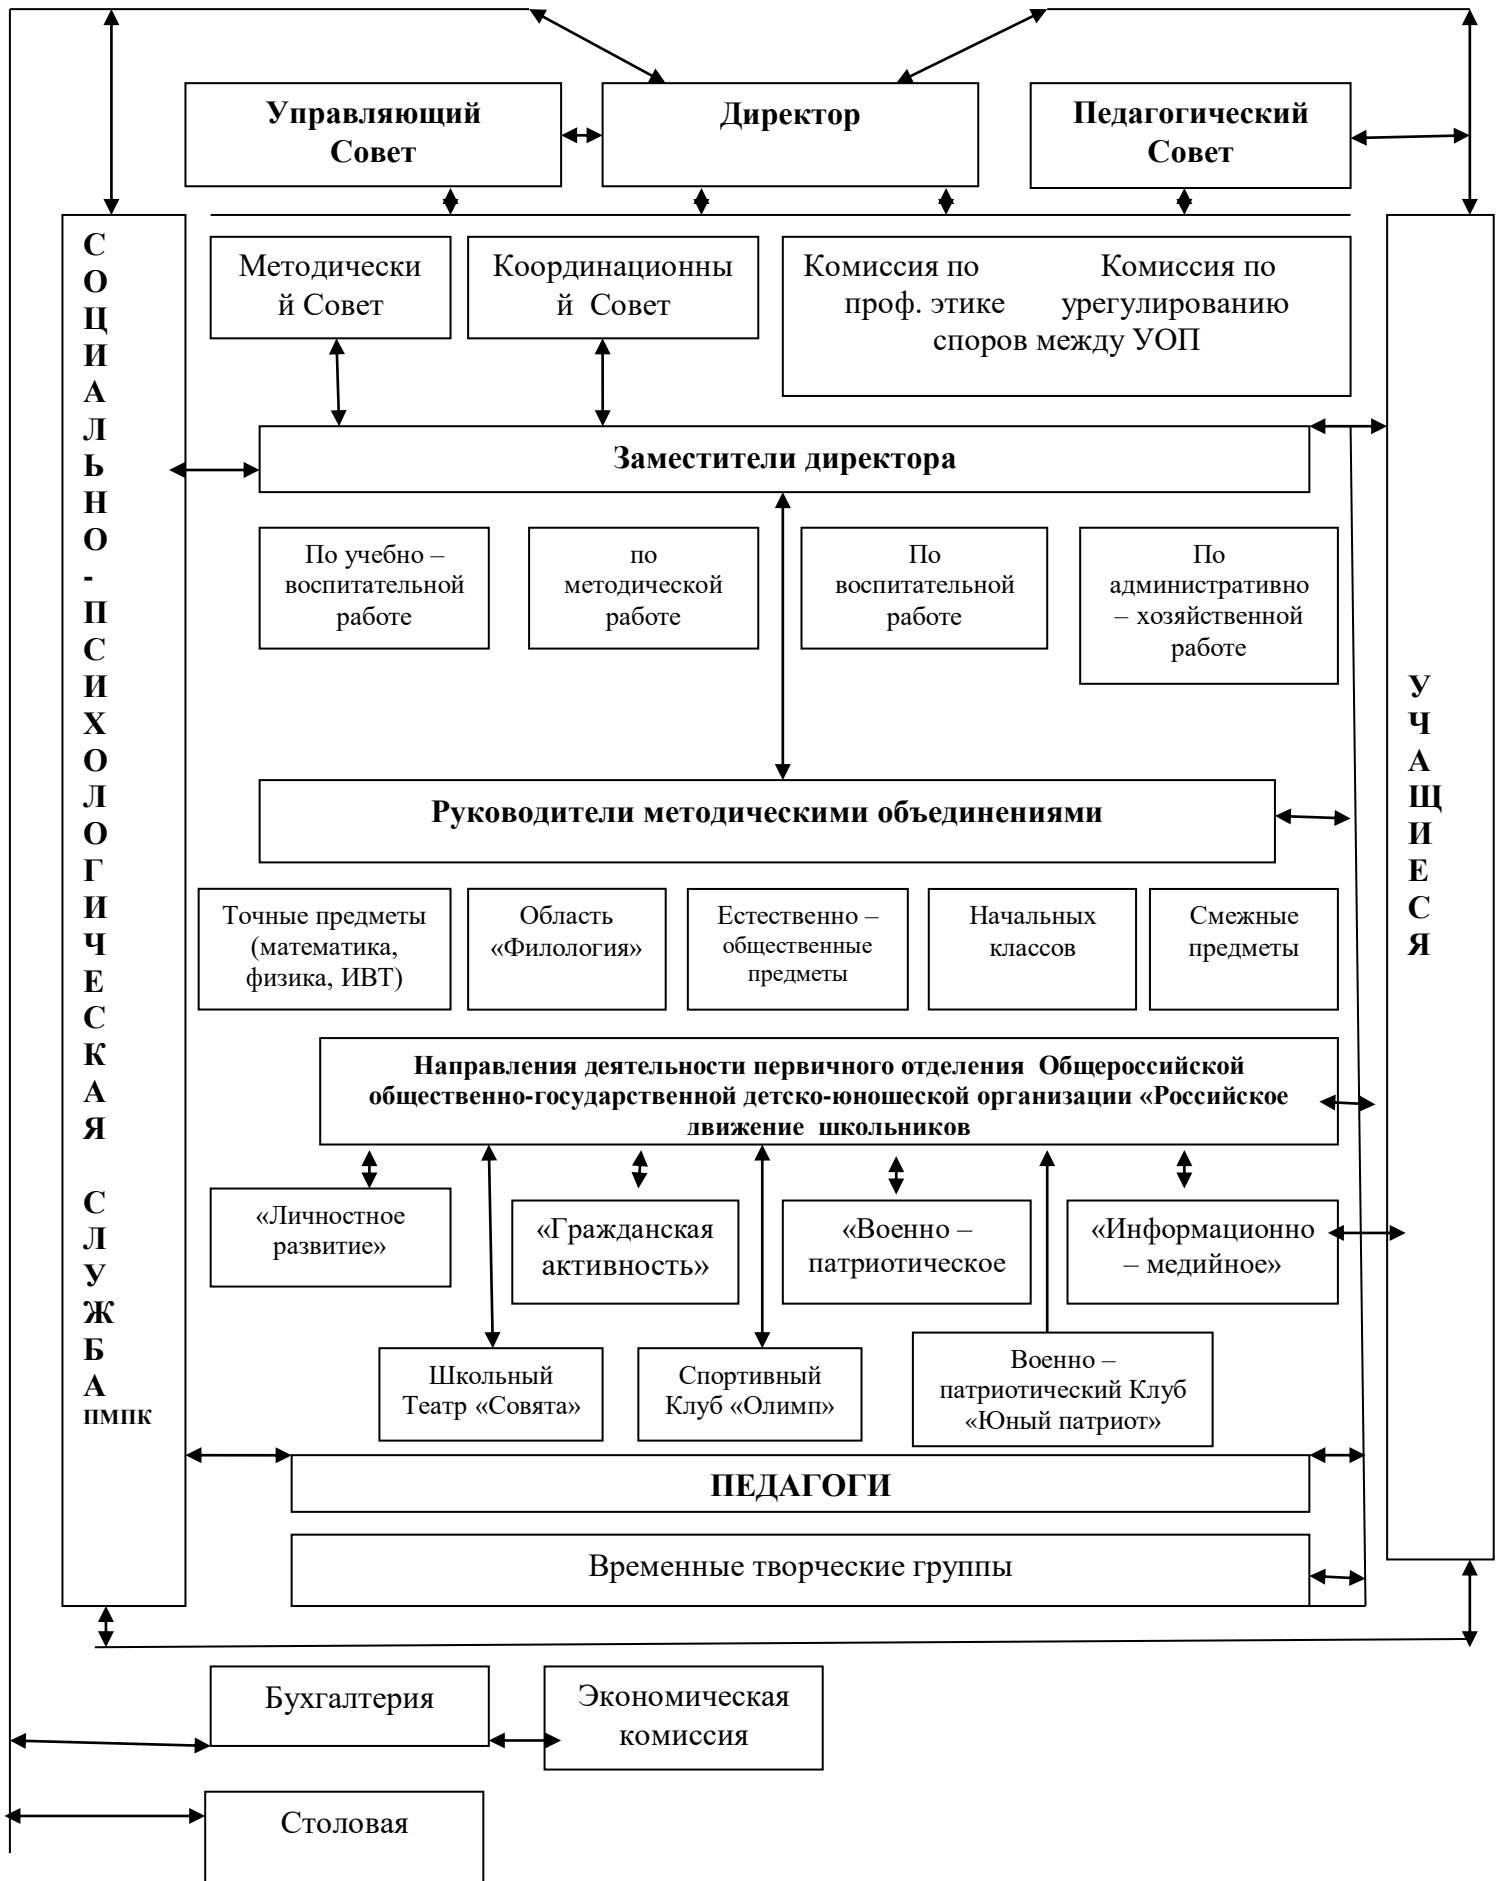 Управляющий
Совет
Директор
Педагогический
Совет
С
О
Ц
И
А
Л
Ь
Н
О
-
П
С
И
Х
О
Л
О
Г
И
Ч
Е
С
К
А
Я
С
Л
У
Ж
Б
А
ПМПК
Методически
й Совет
Координационны
й Совет
Комиссия по Комиссия по
проф. этике урегулированию
споров между УОП
Заместители директора
По учебно –
воспитательной
работе
по
методической
работе
По
воспитательной
работе
По
административно
– хозяйственной
работе
У
Ч
А
Щ
И
Е
С
Я
Руководители методическими объединениями
Точные предметы
(математика,
физика, ИВТ)
Область
«Филология»
Естественно –
общественные
предметы
Начальных
классов
Смежные
предметы
Направления деятельности первичного отделения Общероссийской
общественно-государственной детско-юношеской организации «Российское
движение школьников
«Личностное
развитие»
«Гражданская
активность»
«Военно –
патриотическое
«Информационно
– медийное»
Школьный
Театр «Совята»
Спортивный
Клуб «Олимп»
Военно –
патриотический Клуб
«Юный патриот»
ПЕДАГОГИ
Временные творческие группы
Бухгалтерия
Экономическая
комиссия
Столовая